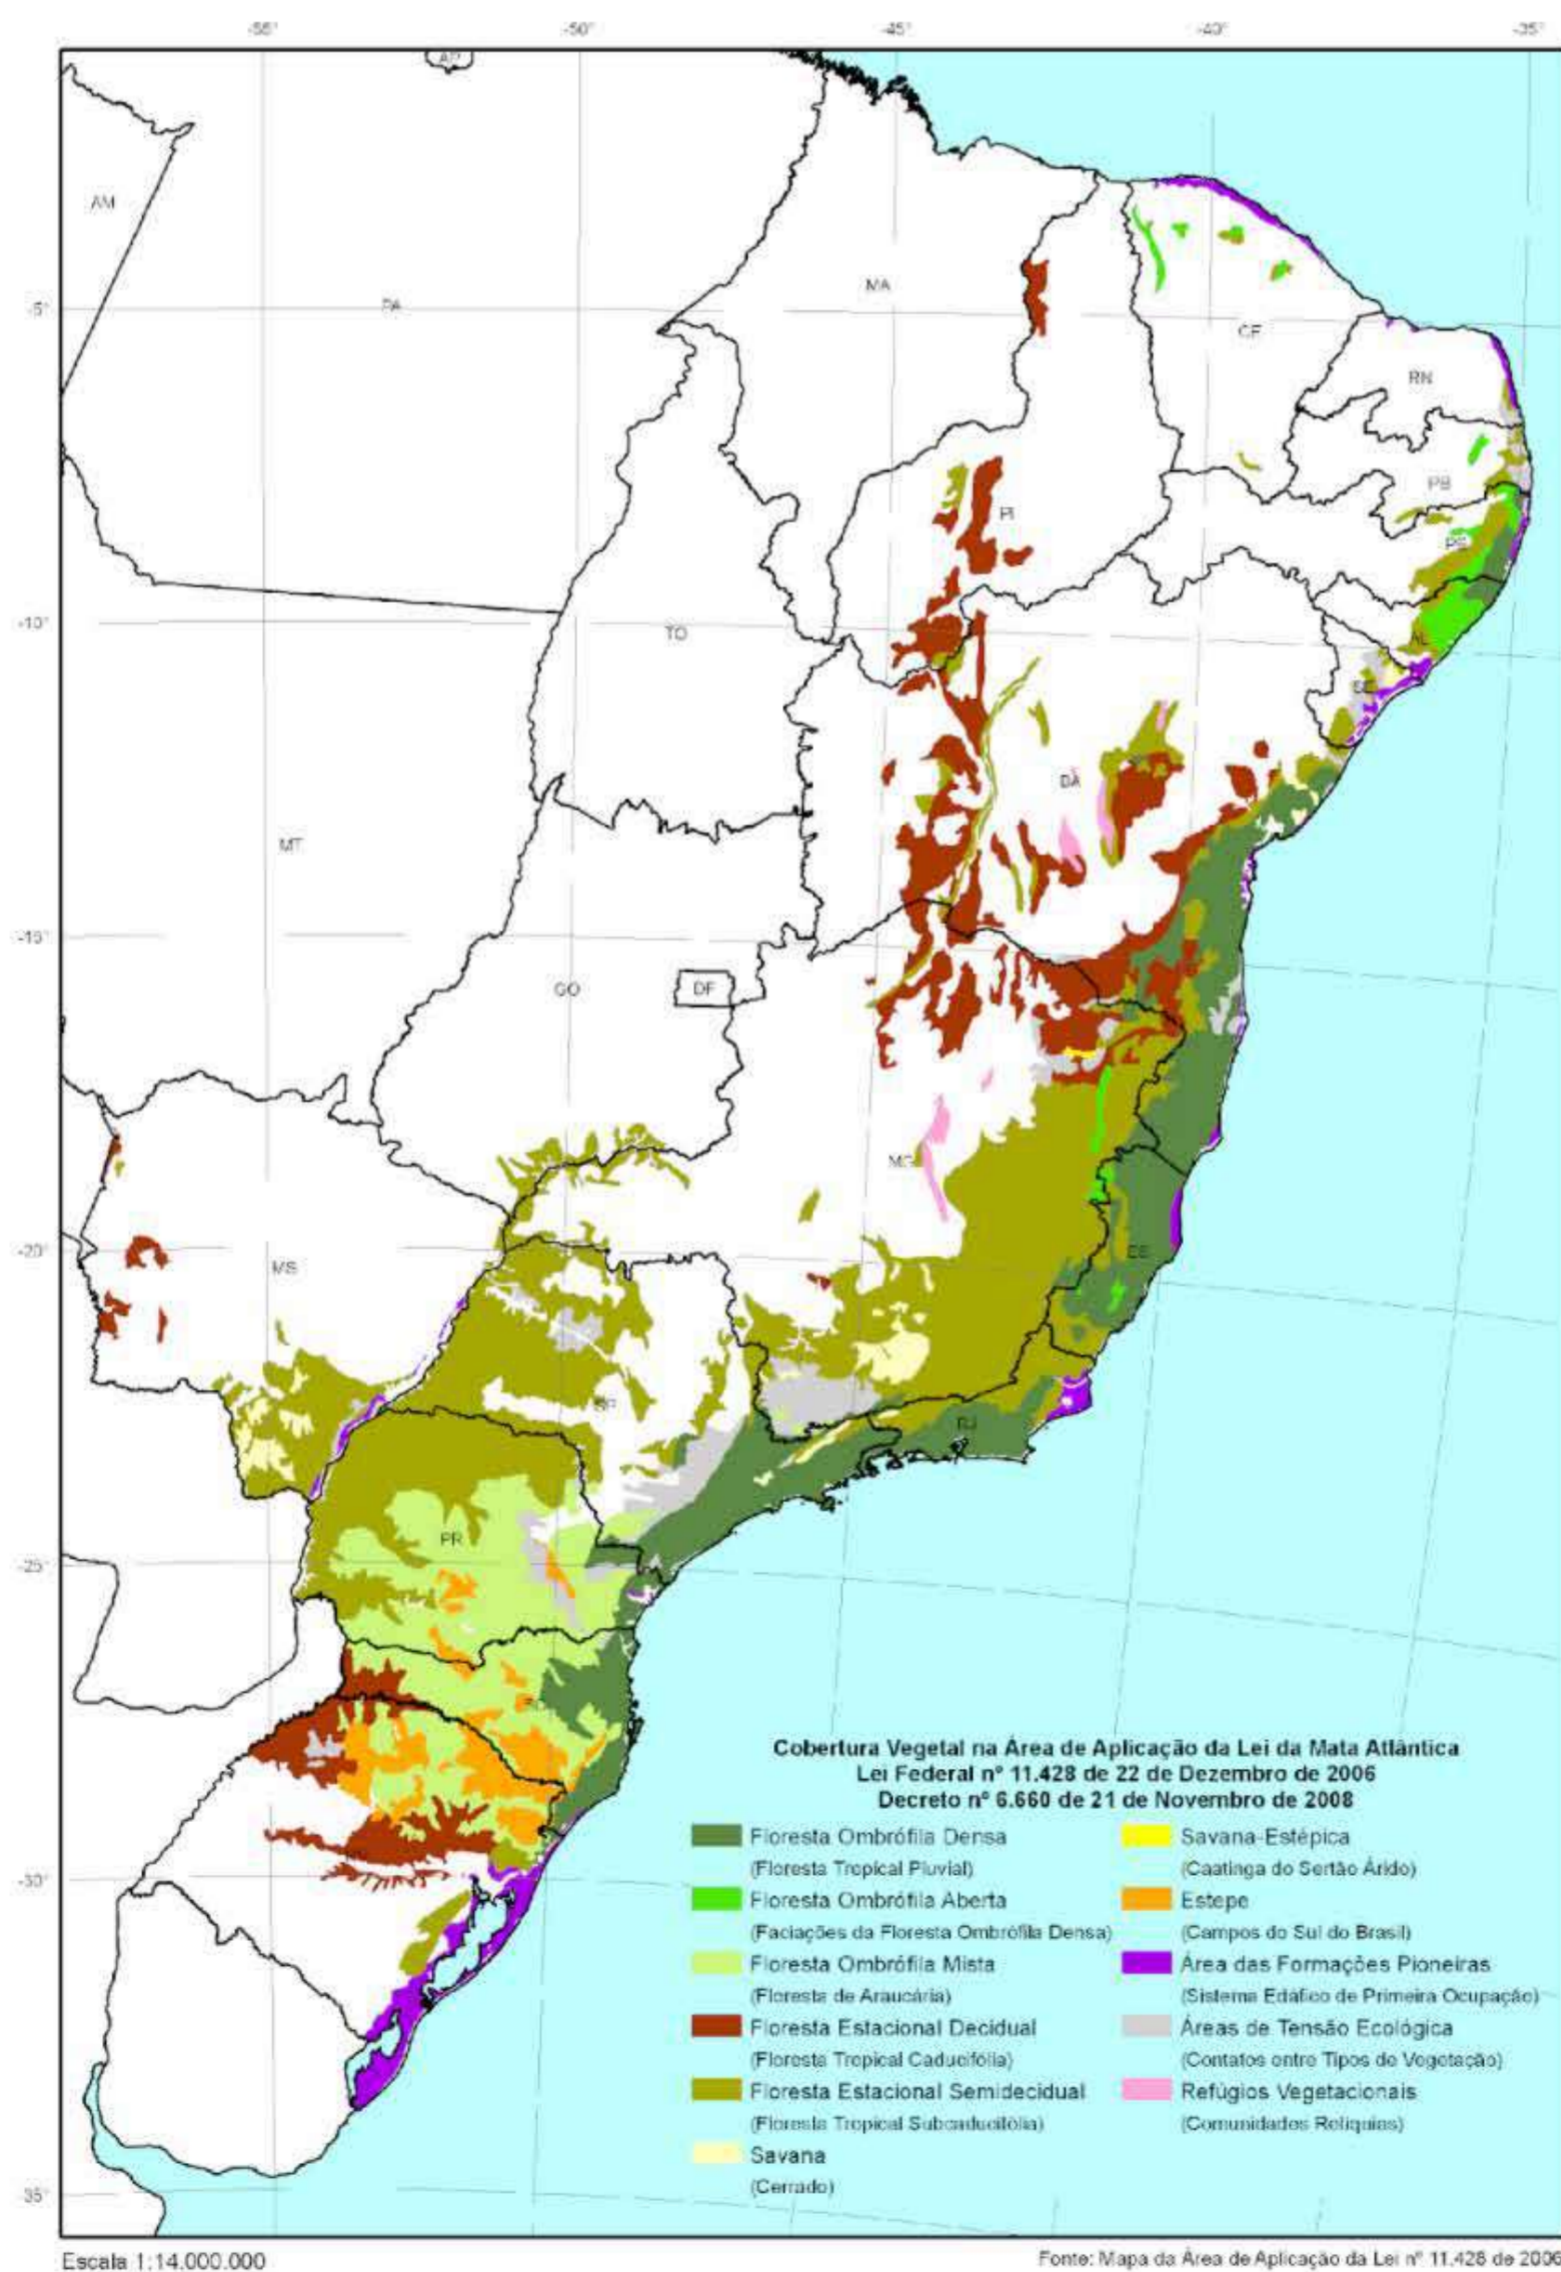 -55° -50° -45° -40° -35°
AP
AM
MA
PA
-5°
CE
RN
PB
PI
PE
-10°
TO
AL
SE
BA
MT
-15°
GO
DF
MG
ES
-20°
MS
SP
RJ
PR
-25°
Cobertura Vegetal na Área de Aplicação da Lei da Mata Atlântica
Lei Federal nº 11.428 de 22 de Dezembro de 2006
Decreto nº 6.660 de 21 de Novembro de 2008
Floresta Ombrófila Densa
(Floresta Tropical Pluvial)
Floresta Ombrófila Aberta
(Faciações da Floresta Ombrófila Densa)
Floresta Ombrófila Mista
(Floresta de Araucária)
Floresta Estacional Decidual
(Floresta Tropical Caducifólia)
Floresta Estacional Semidecidual
(Floresta Tropical Subcaducifólia)
Savana
(Cerrado)
Savana-Estépica
(Caatinga do Sertão Árido)
Estepe
(Campos do Sul do Brasil)
Área das Formações Pioneiras
(Sistema Edáfico de Primeira Ocupação)
Áreas de Tensão Ecológica
(Contatos entre Tipos de Vegetação)
Refúgios Vegetacionais
(Comunidades Relíquias)
-30°
-35°
Escala 1:14.000.000
Fonte: Mapa da Área de Aplicação da Lei nº 11.428 de 2006